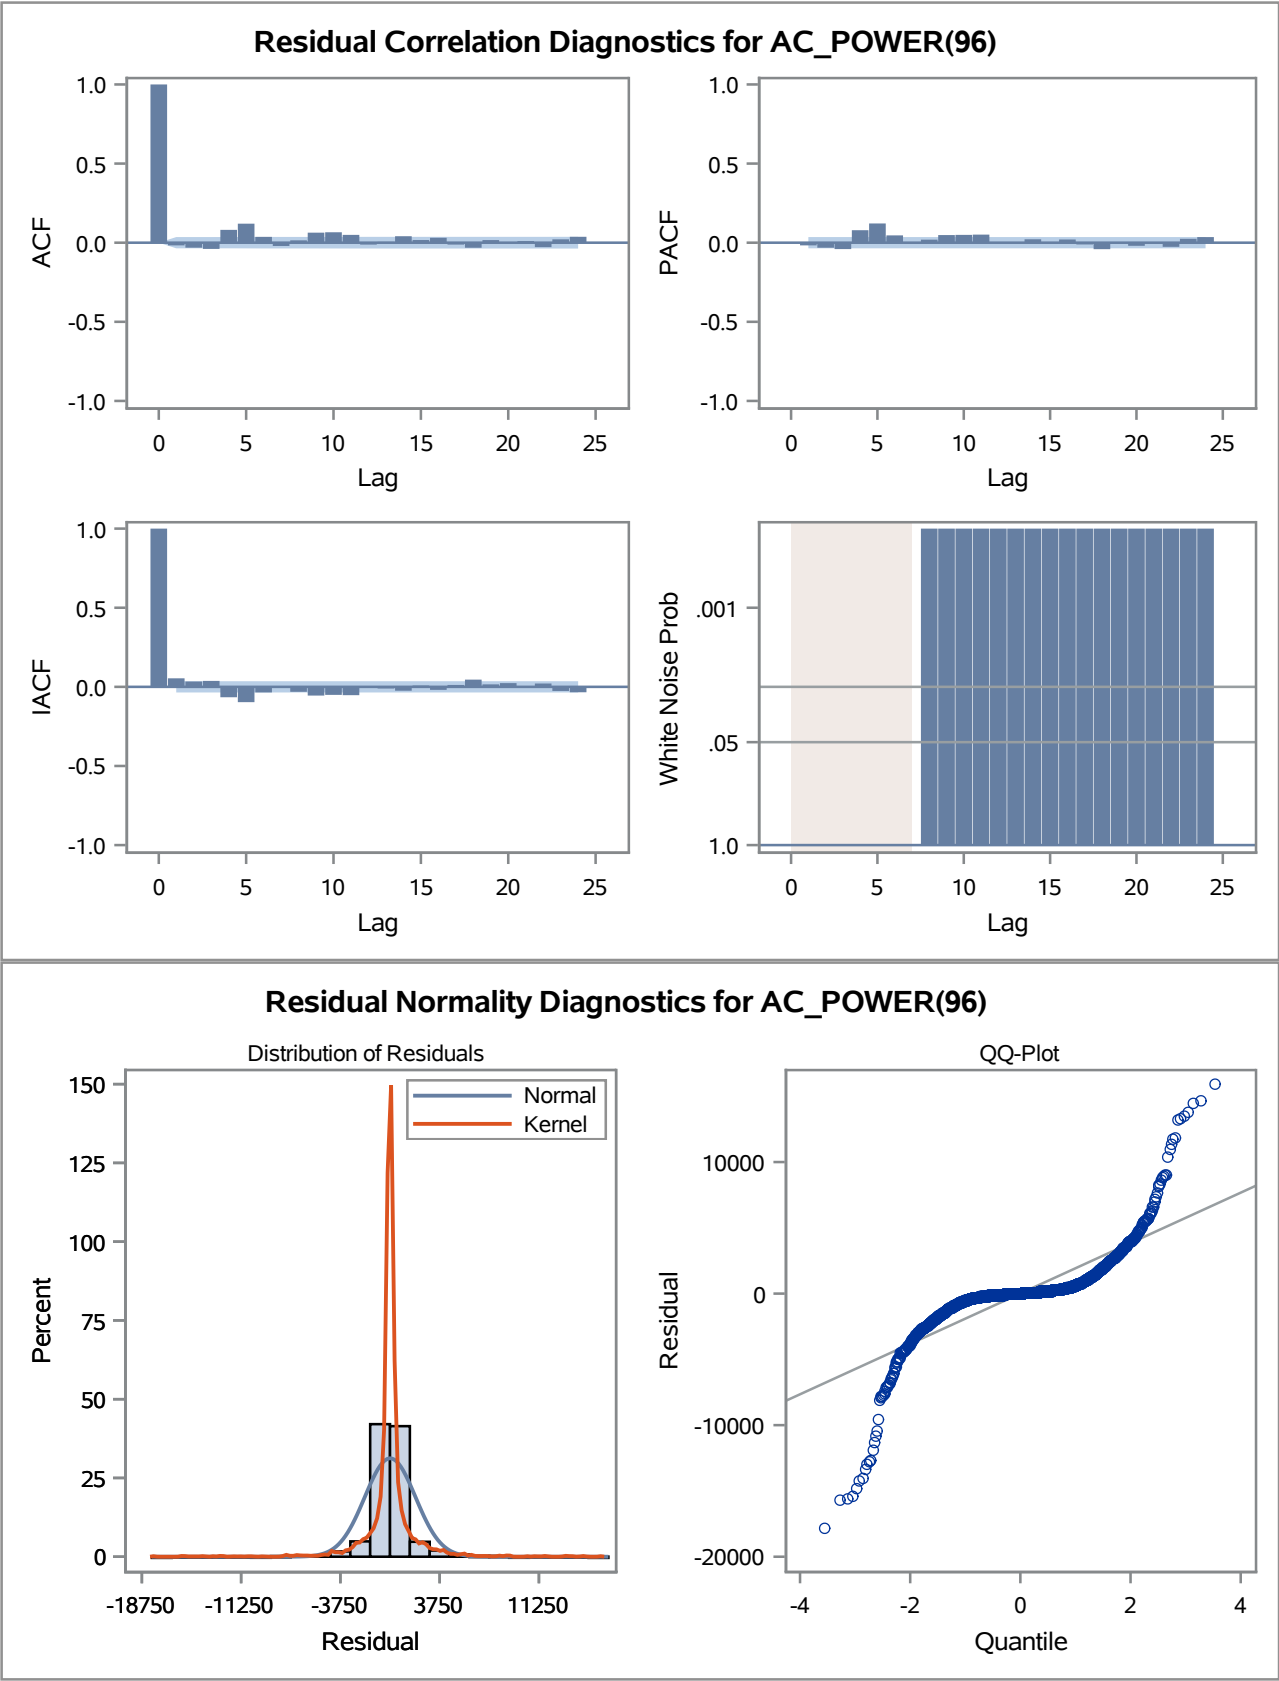 Residual Correlation Diagnostics for AC_POWER(96)
1.0
0.5
0.0
-0.5
-1.0
ACF
0 5 10 15 20 25
Lag
1.0
0.5
0.0
-0.5
-1.0
PACF
0 5 10 15 20 25
Lag
1.0
0.5
0.0
-0.5
-1.0
IACF
0 5 10 15 20 25
Lag
.001
.05
1.0
White Noise Prob
0 5 10 15 20 25
Lag
Residual Normality Diagnostics for AC_POWER(96)
Distribution of Residuals
150
125
100
75
50
25
0
Percent
Normal
Kernel
-18750 -11250 -3750 3750 11250
Residual
QQ-Plot
10000
0
-10000
-20000
Residual
-4 -2 0 2 4
Quantile